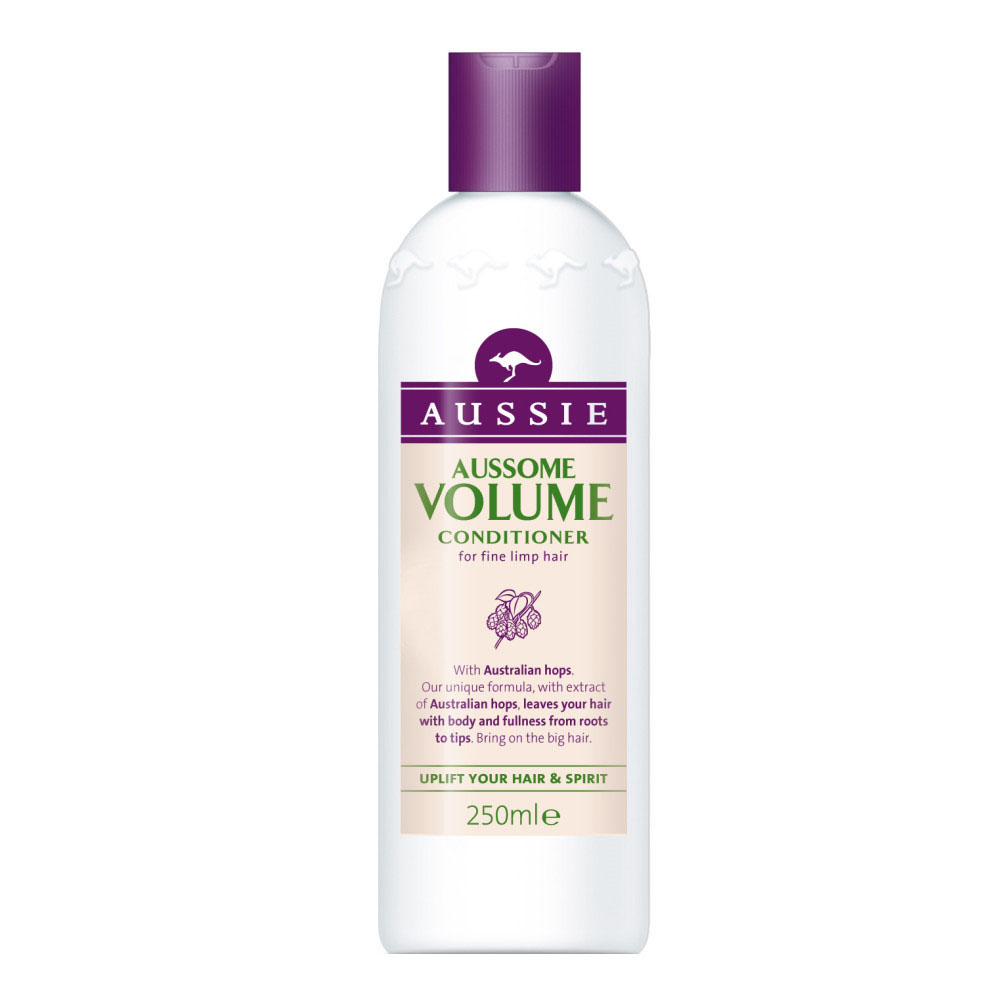 AUSSIE
AUSSOME
VOLUME
CONDITIONER
for fine limp hair
With Australian hops.
Our unique formula, with extract
of Australian hops, leaves your hair
with body and fullness from roots
to tips. Bring on the big hair.
UPLIFT YOUR HAIR & SPIRIT
250ml℮